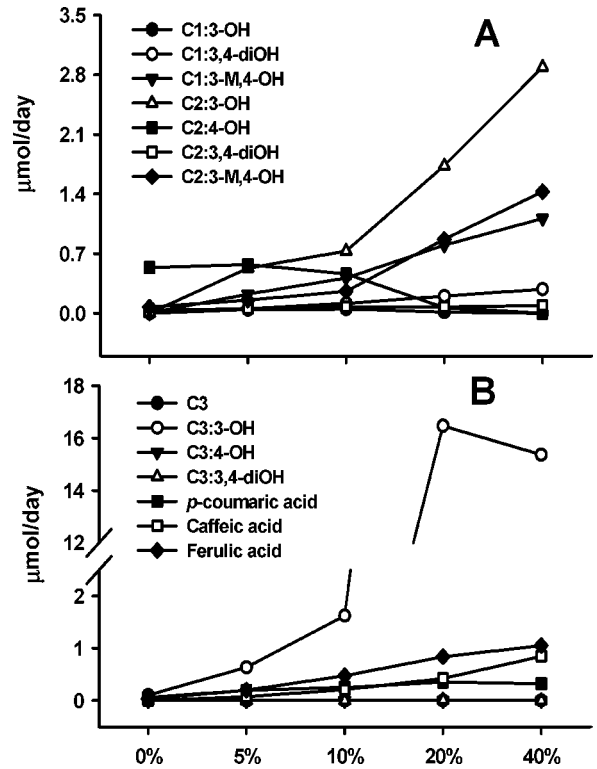 A
C1:3-OH
C1:3,4-diOH
C1:3-M,4-OH
C2:3-OH
C2:4-OH
C2:3,4-diOH
C2:3-M,4-OH
3.5
2.8
2.1
1.4
0.7
0.0
μmol/day
B
C3
C3:3-OH
C3:4-OH
C3:3,4-diOH
p-coumaric acid
Caffeic acid
Ferulic acid
18
16
14
12
2
1
0
μmol/day
0% 5% 10% 20% 40%